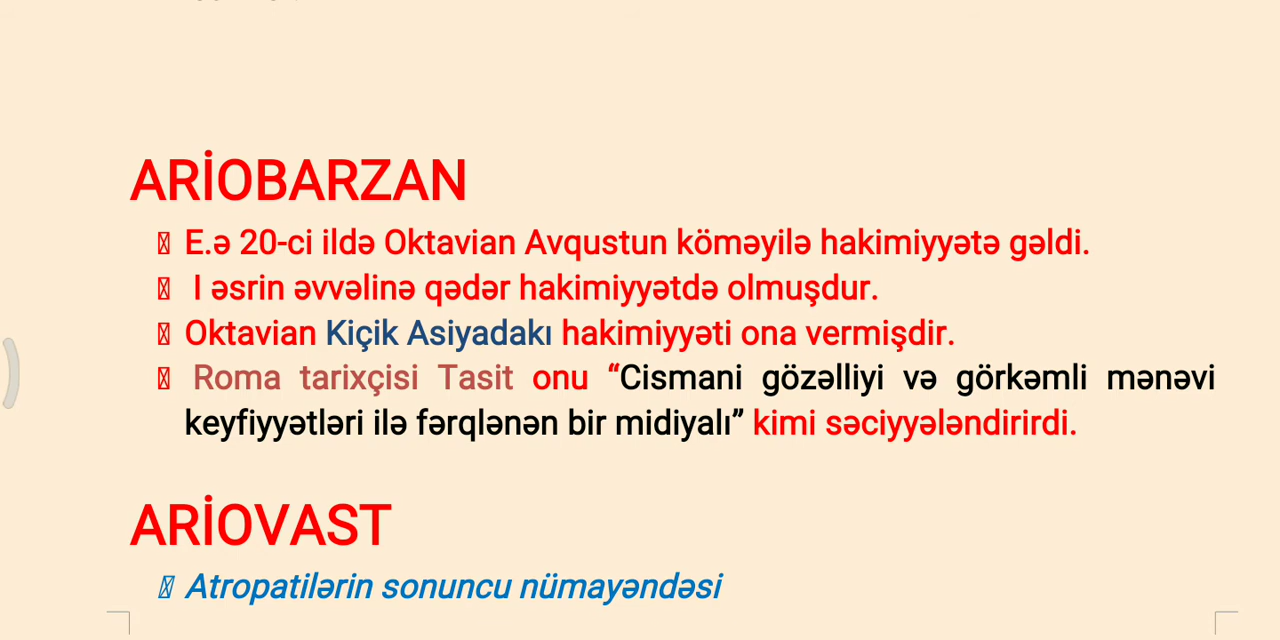 ARİOBARZAN
E.ə 20-ci ildə Oktavian Avqustun köməyilə hakimiyyətə gəldi.
I əsrin əvvəlinə qədər hakimiyyətdə olmuşdur.
Oktavian Kiçik Asiyadakı hakimiyyəti ona vermişdir.
Roma tarixçisi Tasit onu “Cismani gözəlliyi və görkəmli mənəvi
keyfiyyətləri ilə fərqlənən bir midiyalı” kimi səciyyələndirirdi.
ARİOVAST
Atropatilərin sonuncu nümayəndəsi